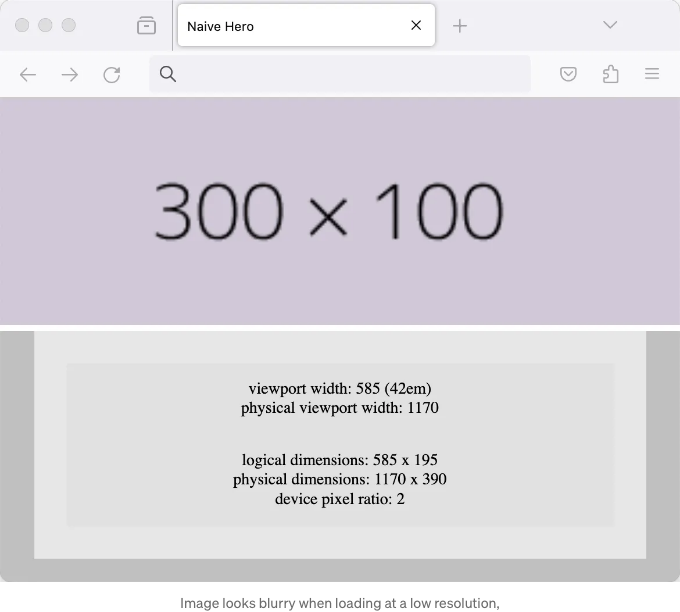 Naive Hero
300 × 100
viewport width: 585 (42em)
physical viewport width: 1170
logical dimensions: 585 x 195
physical dimensions: 1170 x 390
device pixel ratio: 2
Image looks blurry when loading at a low resolution,